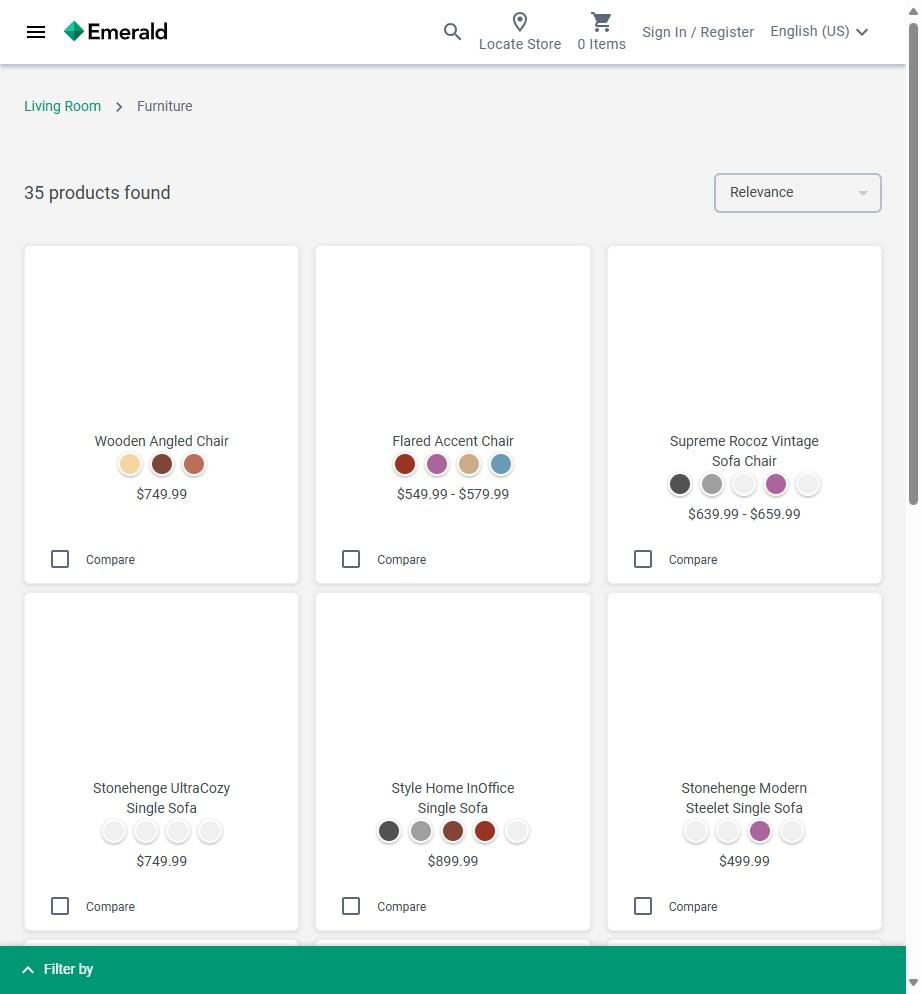 Emerald
Locate Store
0 Items
Sign In / Register
English (US)
Living Room
Furniture
35 products found
Relevance
Wooden Angled Chair
$749.99
Compare
Flared Accent Chair
$549.99 - $579.99
Compare
Supreme Rocoz Vintage
Sofa Chair
$639.99 - $659.99
Compare
Stonehenge UltraCozy
Single Sofa
$749.99
Compare
Style Home InOffice
Single Sofa
$899.99
Compare
Stonehenge Modern
Steelet Single Sofa
$499.99
Compare
Filter by